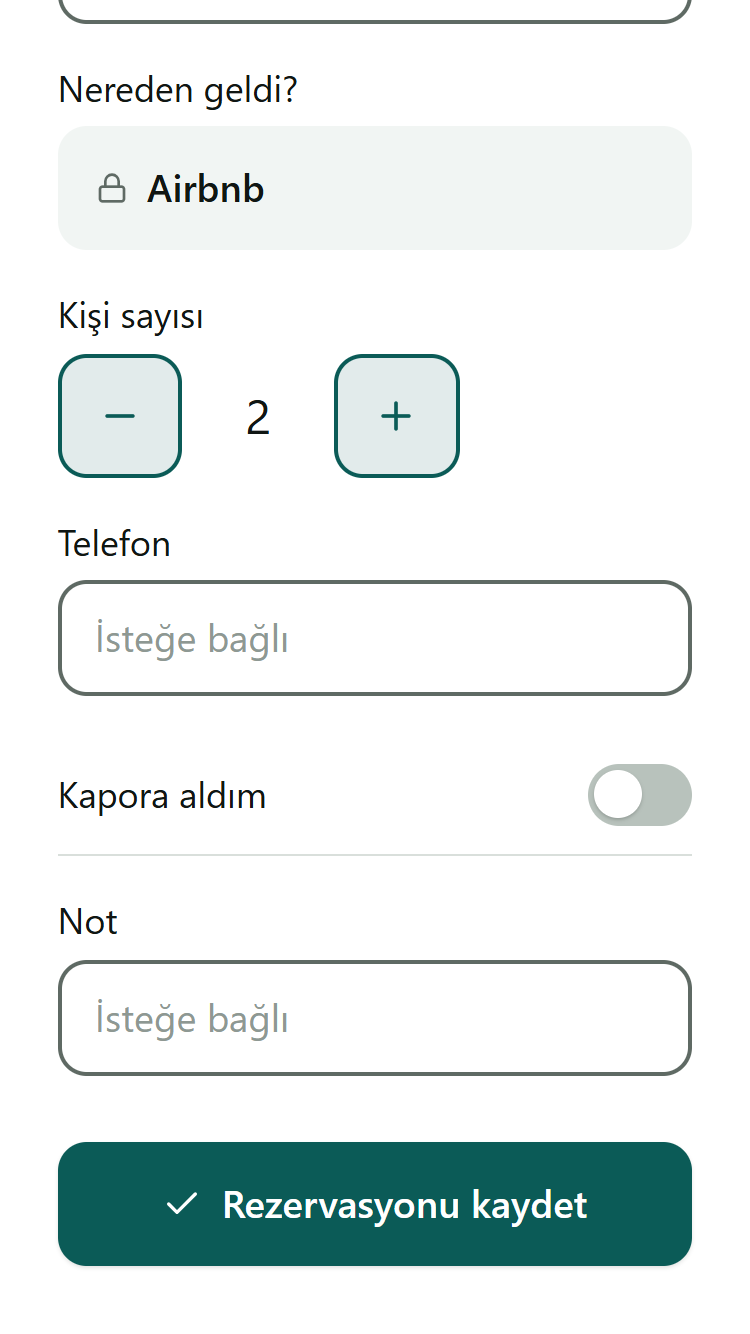 Nereden geldi?
Airbnb
Kişi sayısı
2
Telefon
İsteğe bağlı
Kapora aldım
Not
İsteğe bağlı
Rezervasyonu kaydet